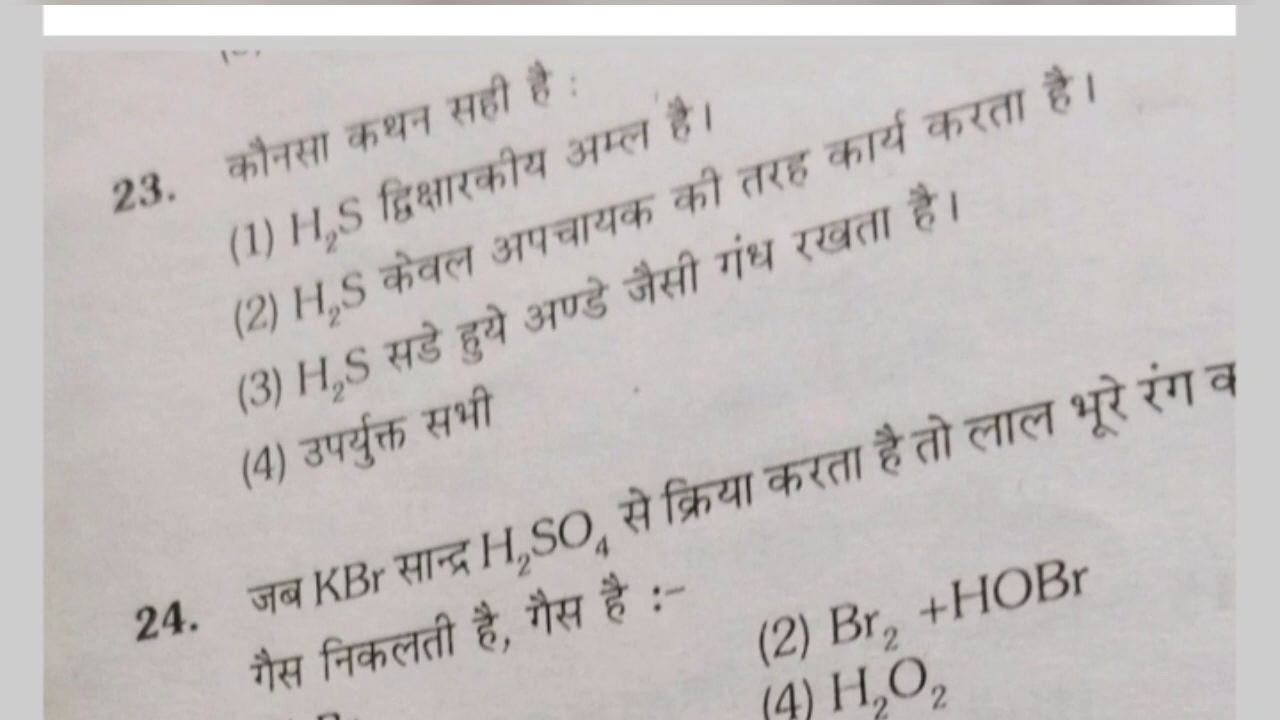 23. कौनसा कथन सही है :
(1) H₂S द्विक्षारकीय अम्ल है।
(2) H₂S केवल अपचायक की तरह कार्य करता है।
(3) H₂S सडे हुये अण्डे जैसी गंध रखता है।
(4) उपर्युक्त सभी
24. जब KBr सान्द्र H₂SO₄ से क्रिया करता है तो लाल भूरे रंग
गैस निकलती है, गैस है :-
(2) Br₂ +HOBr
(4) H₂O₂